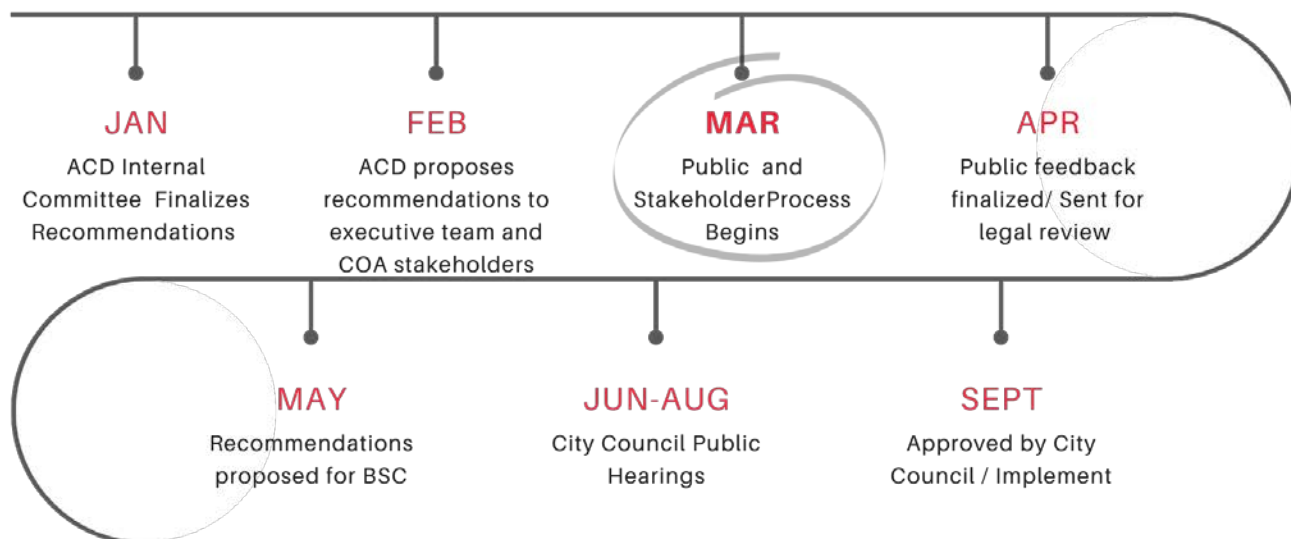 JAN
ACD Internal
Committee Finalizes
Recommendations
FEB
ACD proposes
recommendations to
executive team and
COA stakeholders
MAR
Public and
StakeholderProcess
Begins
APR
Public feedback
finalized/ Sent for
legal review
MAY
Recommendations
proposed for BSC
JUN-AUG
City Council Public
Hearings
SEPT
Approved by City
Council / Implement